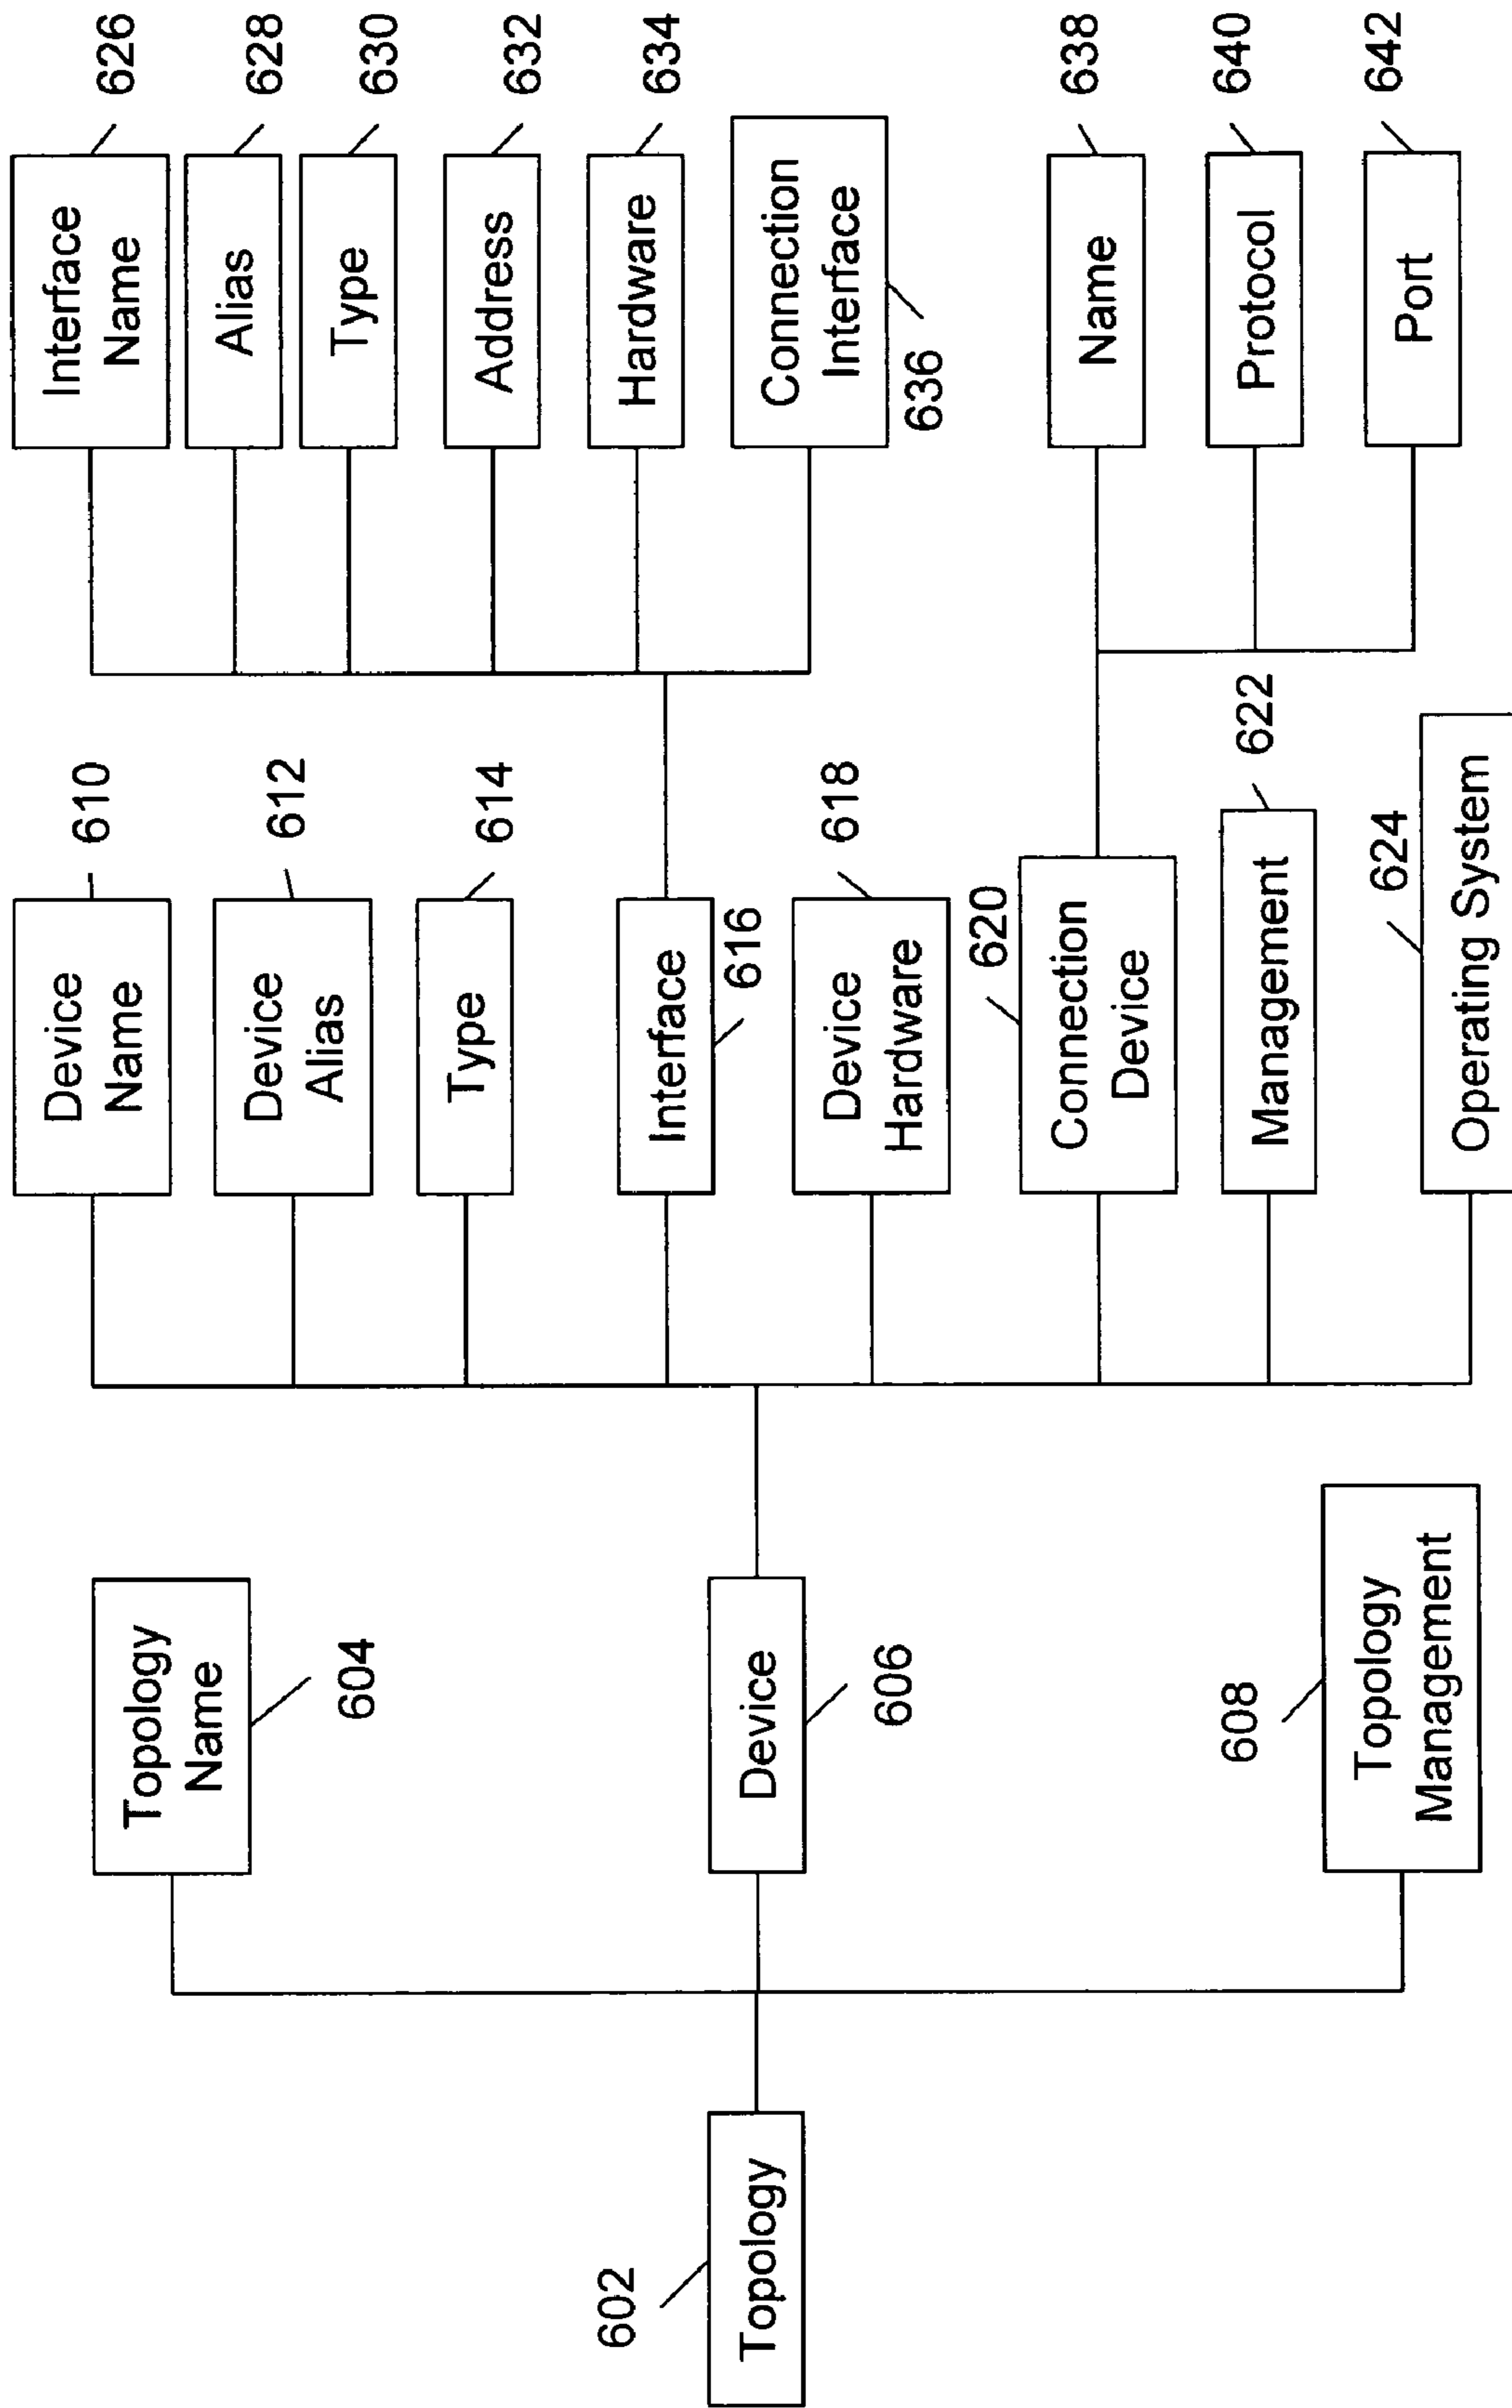 602
Topology
Topology
Name
604
Device
606
608
Topology
Management
Device
Name
610
Device
Alias
612
Type
614
Interface
616
Device
Hardware
618
620
Connection
Device
Management
622
624
Operating System
Interface
Name
626
Alias
628
Type
630
Address
632
Hardware
634
Connection
Interface
636
Name
638
Protocol
640
Port
642